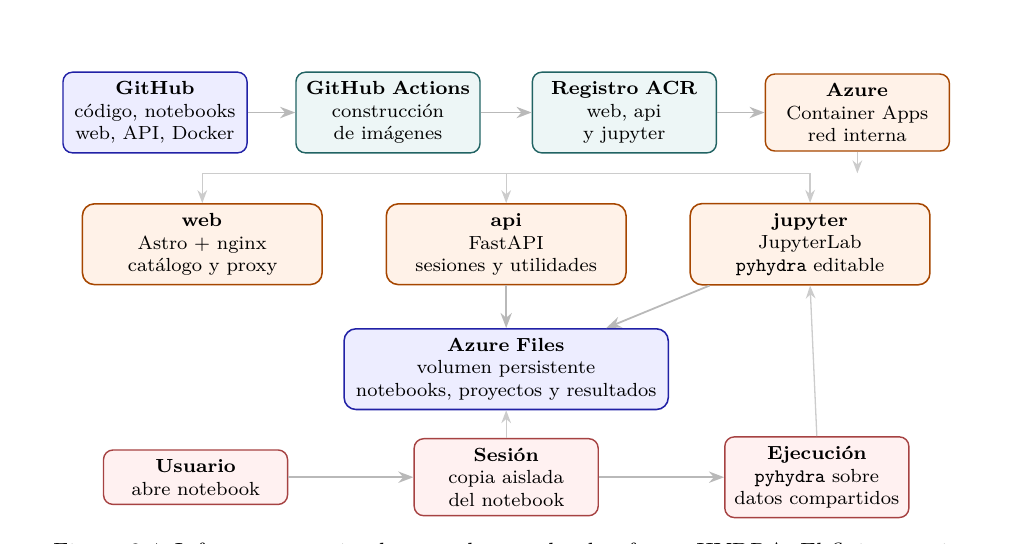 GitHub
código, notebooks
web, API, Docker
GitHub Actions
construcción
de imágenes
Registro ACR
web, api
y jupyter
Azure
Container Apps
red interna
web
Astro + nginx
catálogo y proxy
api
FastAPI
sesiones y utilidades
jupyter
JupyterLab
pyhydra editable
Azure Files
volumen persistente
notebooks, proyectos y resultados
Usuario
abre notebook
Sesión
copia aislada
del notebook
Ejecución
pyhydra sobre
datos compartidos